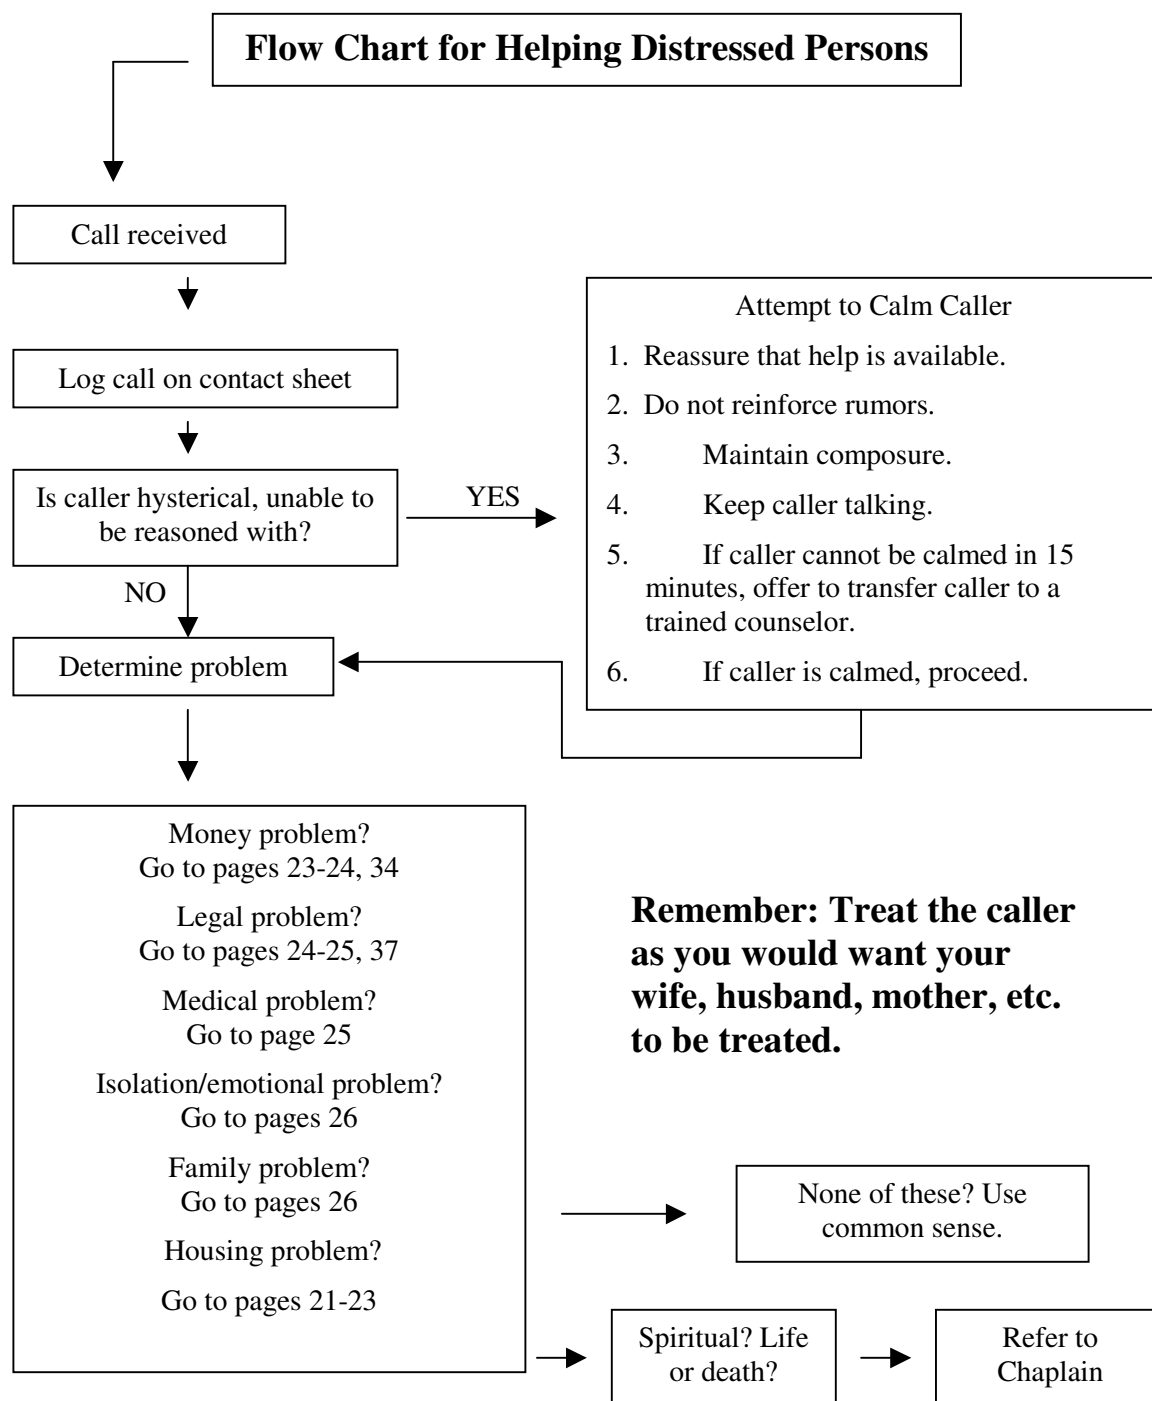 Flow Chart for Helping Distressed Persons
Call received
Log call on contact sheet
Is caller hysterical, unable to
be reasoned with?
YES
NO
Attempt to Calm Caller
1. Reassure that help is available.
2. Do not reinforce rumors.
3. Maintain composure.
4. Keep caller talking.
5. If caller cannot be calmed in 15
minutes, offer to transfer caller to a
trained counselor.
6. If caller is calmed, proceed.
Determine problem
Money problem?
Go to pages 23-24, 34
Legal problem?
Go to pages 24-25, 37
Medical problem?
Go to page 25
Isolation/emotional problem?
Go to pages 26
Family problem?
Go to pages 26
Housing problem?
Go to pages 21-23
Remember: Treat the caller
as you would want your
wife, husband, mother, etc.
to be treated.
None of these? Use
common sense.
Spiritual? Life
or death?
Refer to
Chaplain